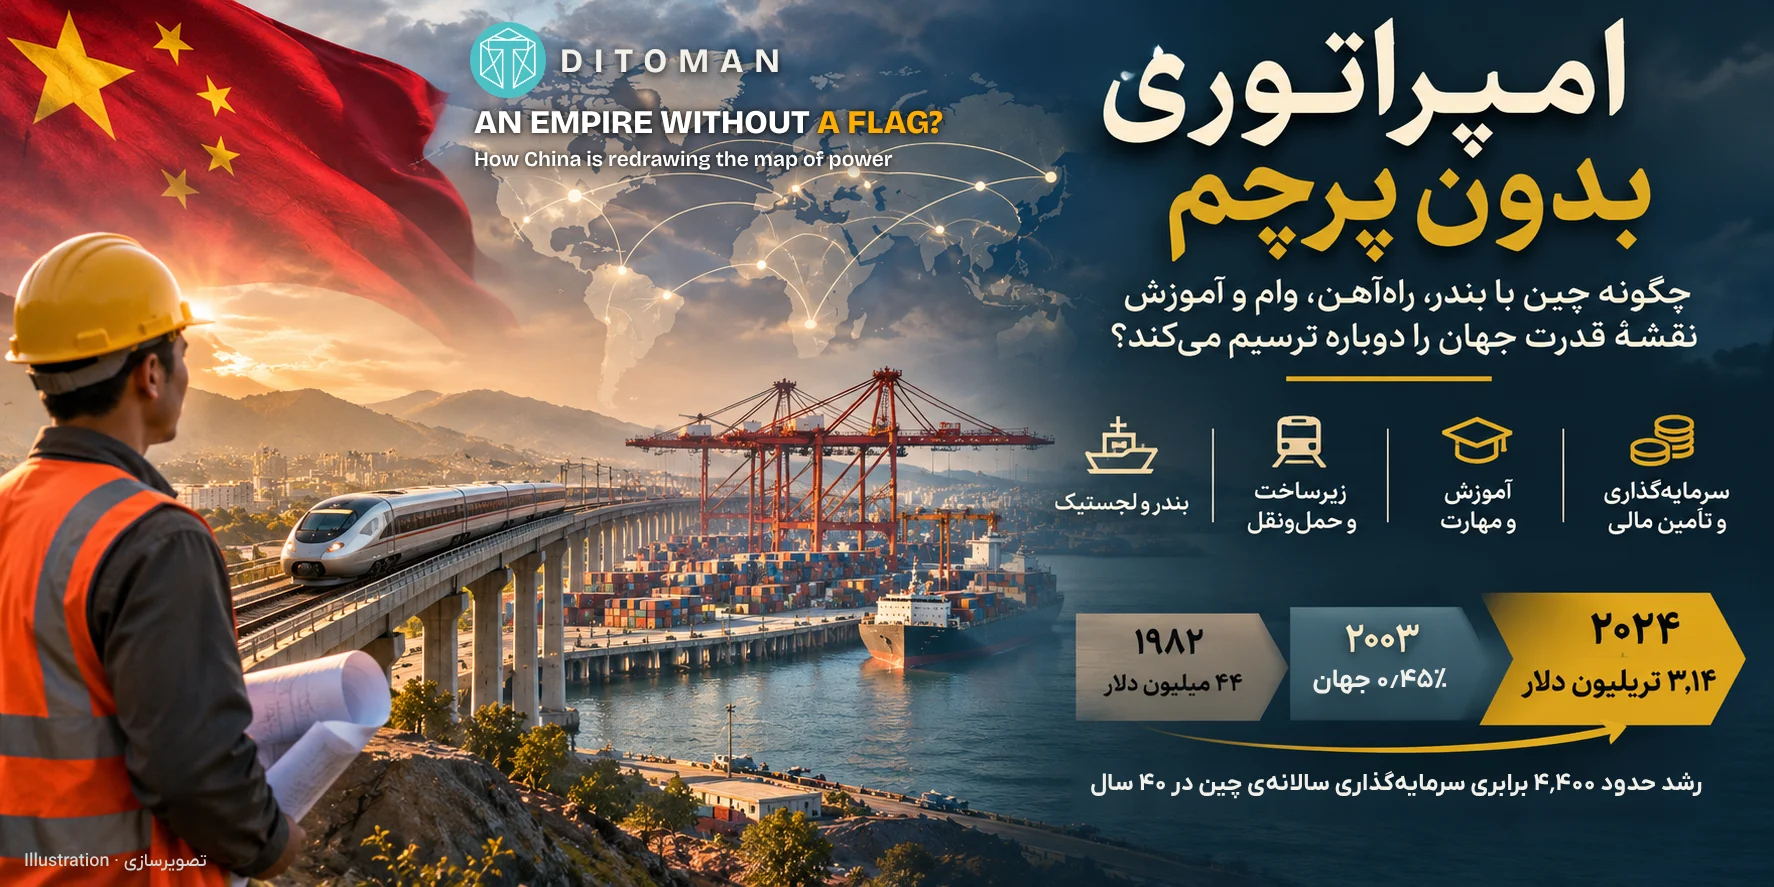 DITOMAN
AN EMPIRE WITHOUT A FLAG?
How China is redrawing the map of power
امپراتوری
بدون پرچم
چگونه چین با بندر، راه‌آهن، وام و آموزش
نقشهٔ قدرت جهان را دوباره ترسیم می‌کند؟
سرمایه‌گذاری
و تأمین مالی
آموزش
و مهارت
زیرساخت
و حمل‌ونقل
بندر و لجستیک
۱۹۸۲
۴۴ میلیون دلار
۲۰۰۳
۰٫۴۵٪ جهان
۲۰۲۴
۳,۱۴ تریلیون دلار
رشد حدود ۴,۴۰۰ برابری سرمایه‌گذاری سالانه‌ی چین در ۴۰ سال
Illustration · تصویرسازی